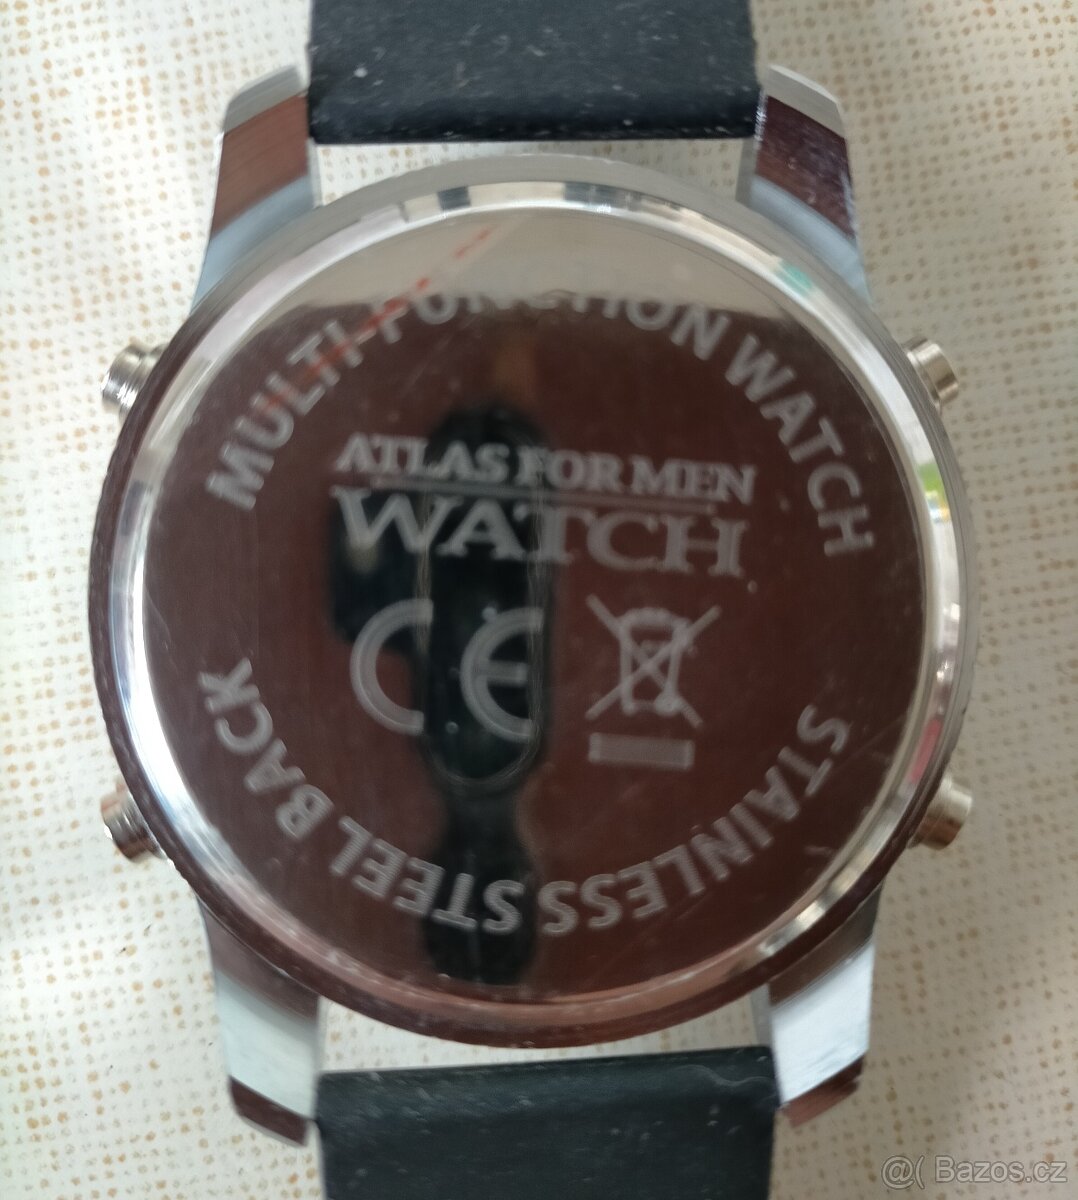 MULTI-FUNCTION WATCH
ATLAS FOR MEN
WATCH
CE
STAINLESS STEEL BACK
@( Bazos.cz